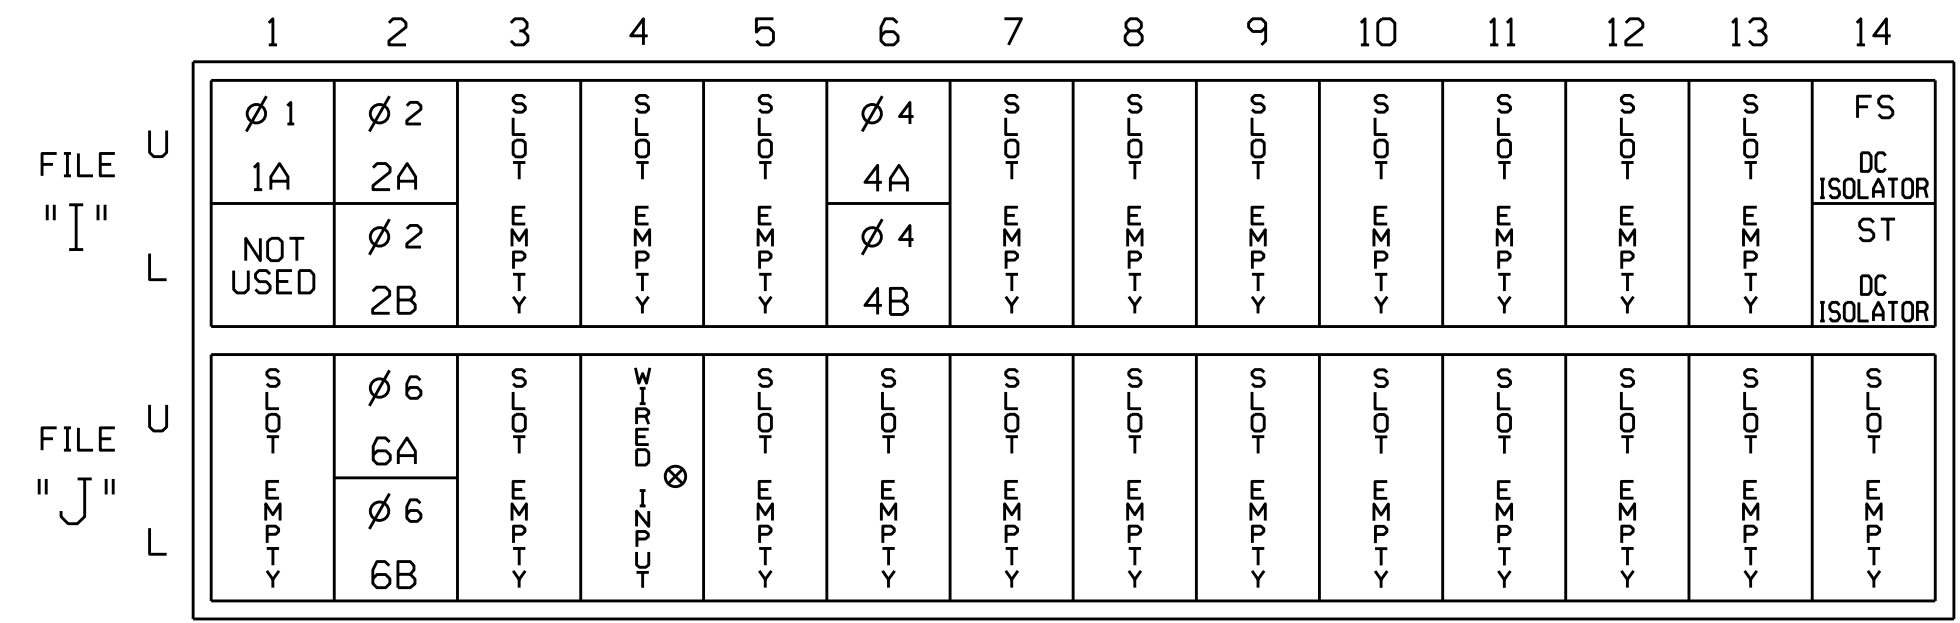 1 2 3 4 5 6 7 8 9 10 11 12 13 14
FILE "I"
U
L
Ø 1
1A
NOT
USED
Ø 2
2A
Ø 2
2B
SLOT EMPTY
SLOT EMPTY
SLOT EMPTY
Ø 4
4A
Ø 4
4B
SLOT EMPTY
SLOT EMPTY
SLOT EMPTY
SLOT EMPTY
SLOT EMPTY
SLOT EMPTY
SLOT EMPTY
FS
DC
ISOLATOR
ST
DC
ISOLATOR
FILE "J"
U
L
SLOT EMPTY
Ø 6
6A
Ø 6
6B
SLOT EMPTY
WIRED INPUT ⊗
SLOT EMPTY
SLOT EMPTY
SLOT EMPTY
SLOT EMPTY
SLOT EMPTY
SLOT EMPTY
SLOT EMPTY
SLOT EMPTY
SLOT EMPTY
SLOT EMPTY